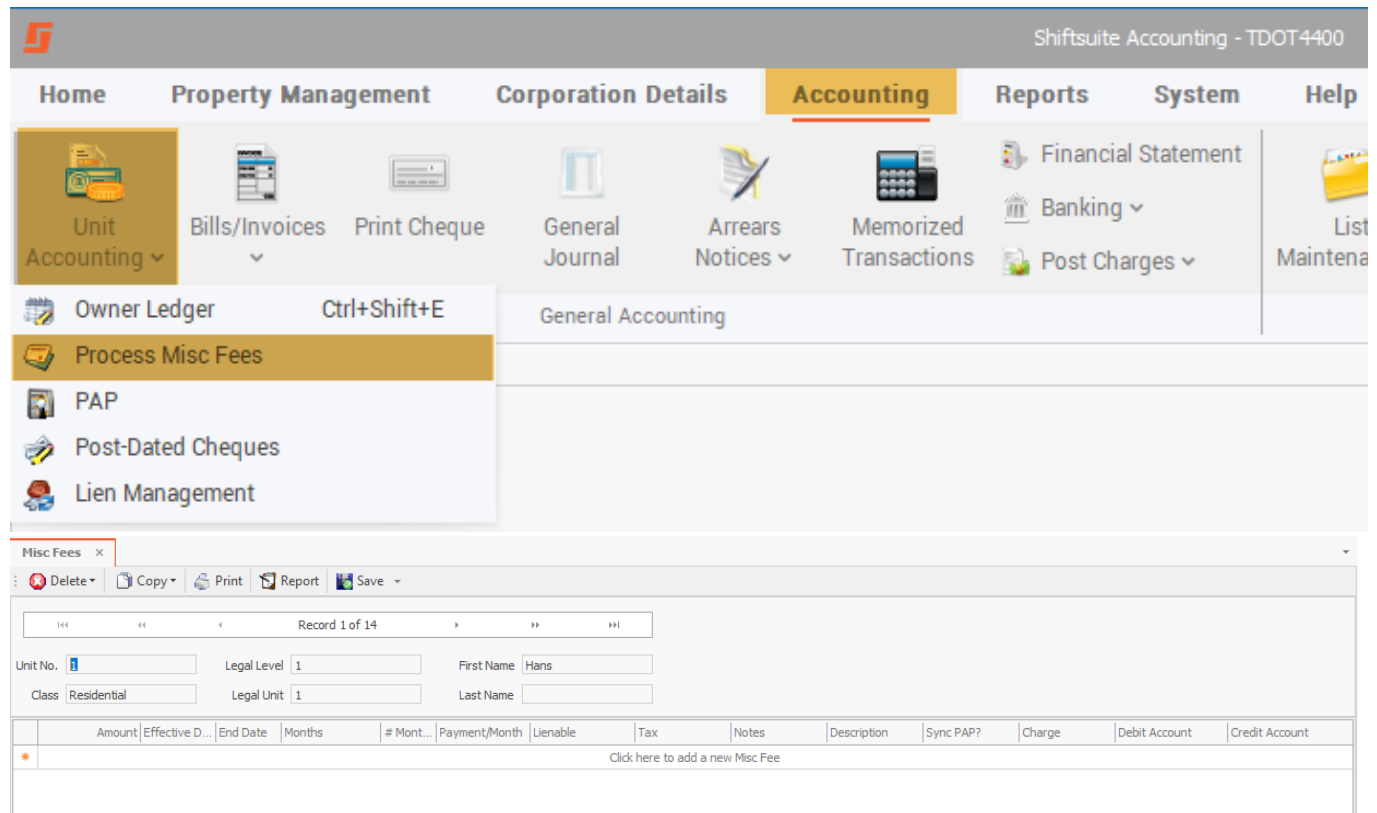 Shiftsuite Accounting - TDOT4400
Home Property Management Corporation Details Accounting Reports System Help
Unit Accounting
Bills/Invoices
Print Cheque
General Journal
Arrears Notices
Memorized Transactions
Financial Statement
Banking
Post Charges
List
Maintena
Owner Ledger Ctrl+Shift+E
General Accounting
Process Misc Fees
PAP
Post-Dated Cheques
Lien Management
Misc Fees ×
Delete Copy Print Report Save
Record 1 of 14
Unit No. 1 Legal Level 1 First Name Hans
Class Residential Legal Unit 1 Last Name
Amount Effective D... End Date Months # Mont... Payment/Month Lienable Tax Notes Description Sync PAP? Charge Debit Account Credit Account
Click here to add a new Misc Fee